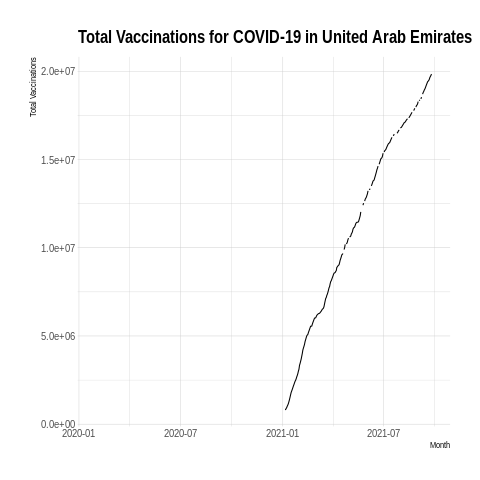 Total Vaccinations for COVID-19 in United Arab Emirates
Total Vaccinations
2.0e+07
1.5e+07
1.0e+07
5.0e+06
0.0e+00
2020-01 2020-07 2021-01 2021-07
Month